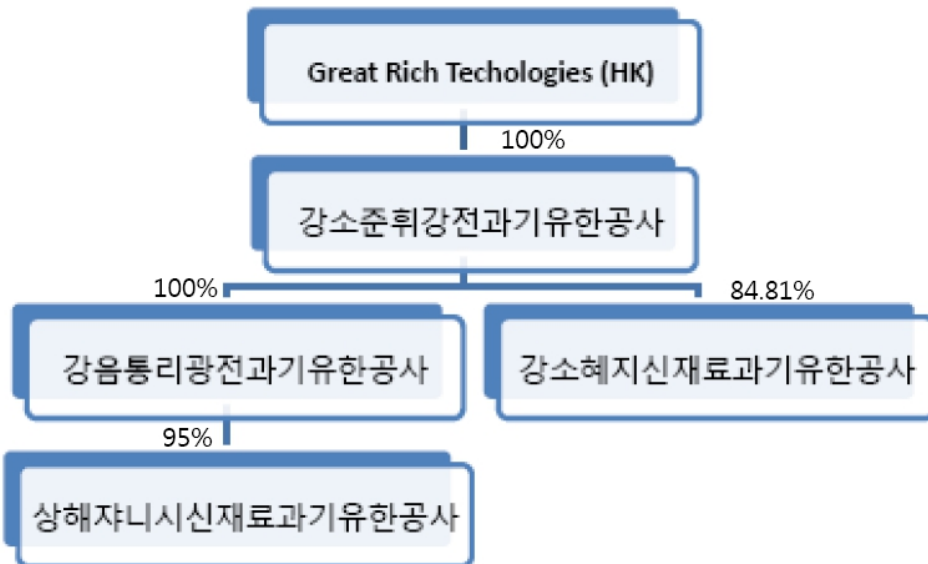 Great Rich Techologies (HK)
100%
강소준휘강전과기유한공사
100%
84.81%
강음통리광전과기유한공사
강소혜지신재료과기유한공사
95%
상해쟈니시신재료과기유한공사